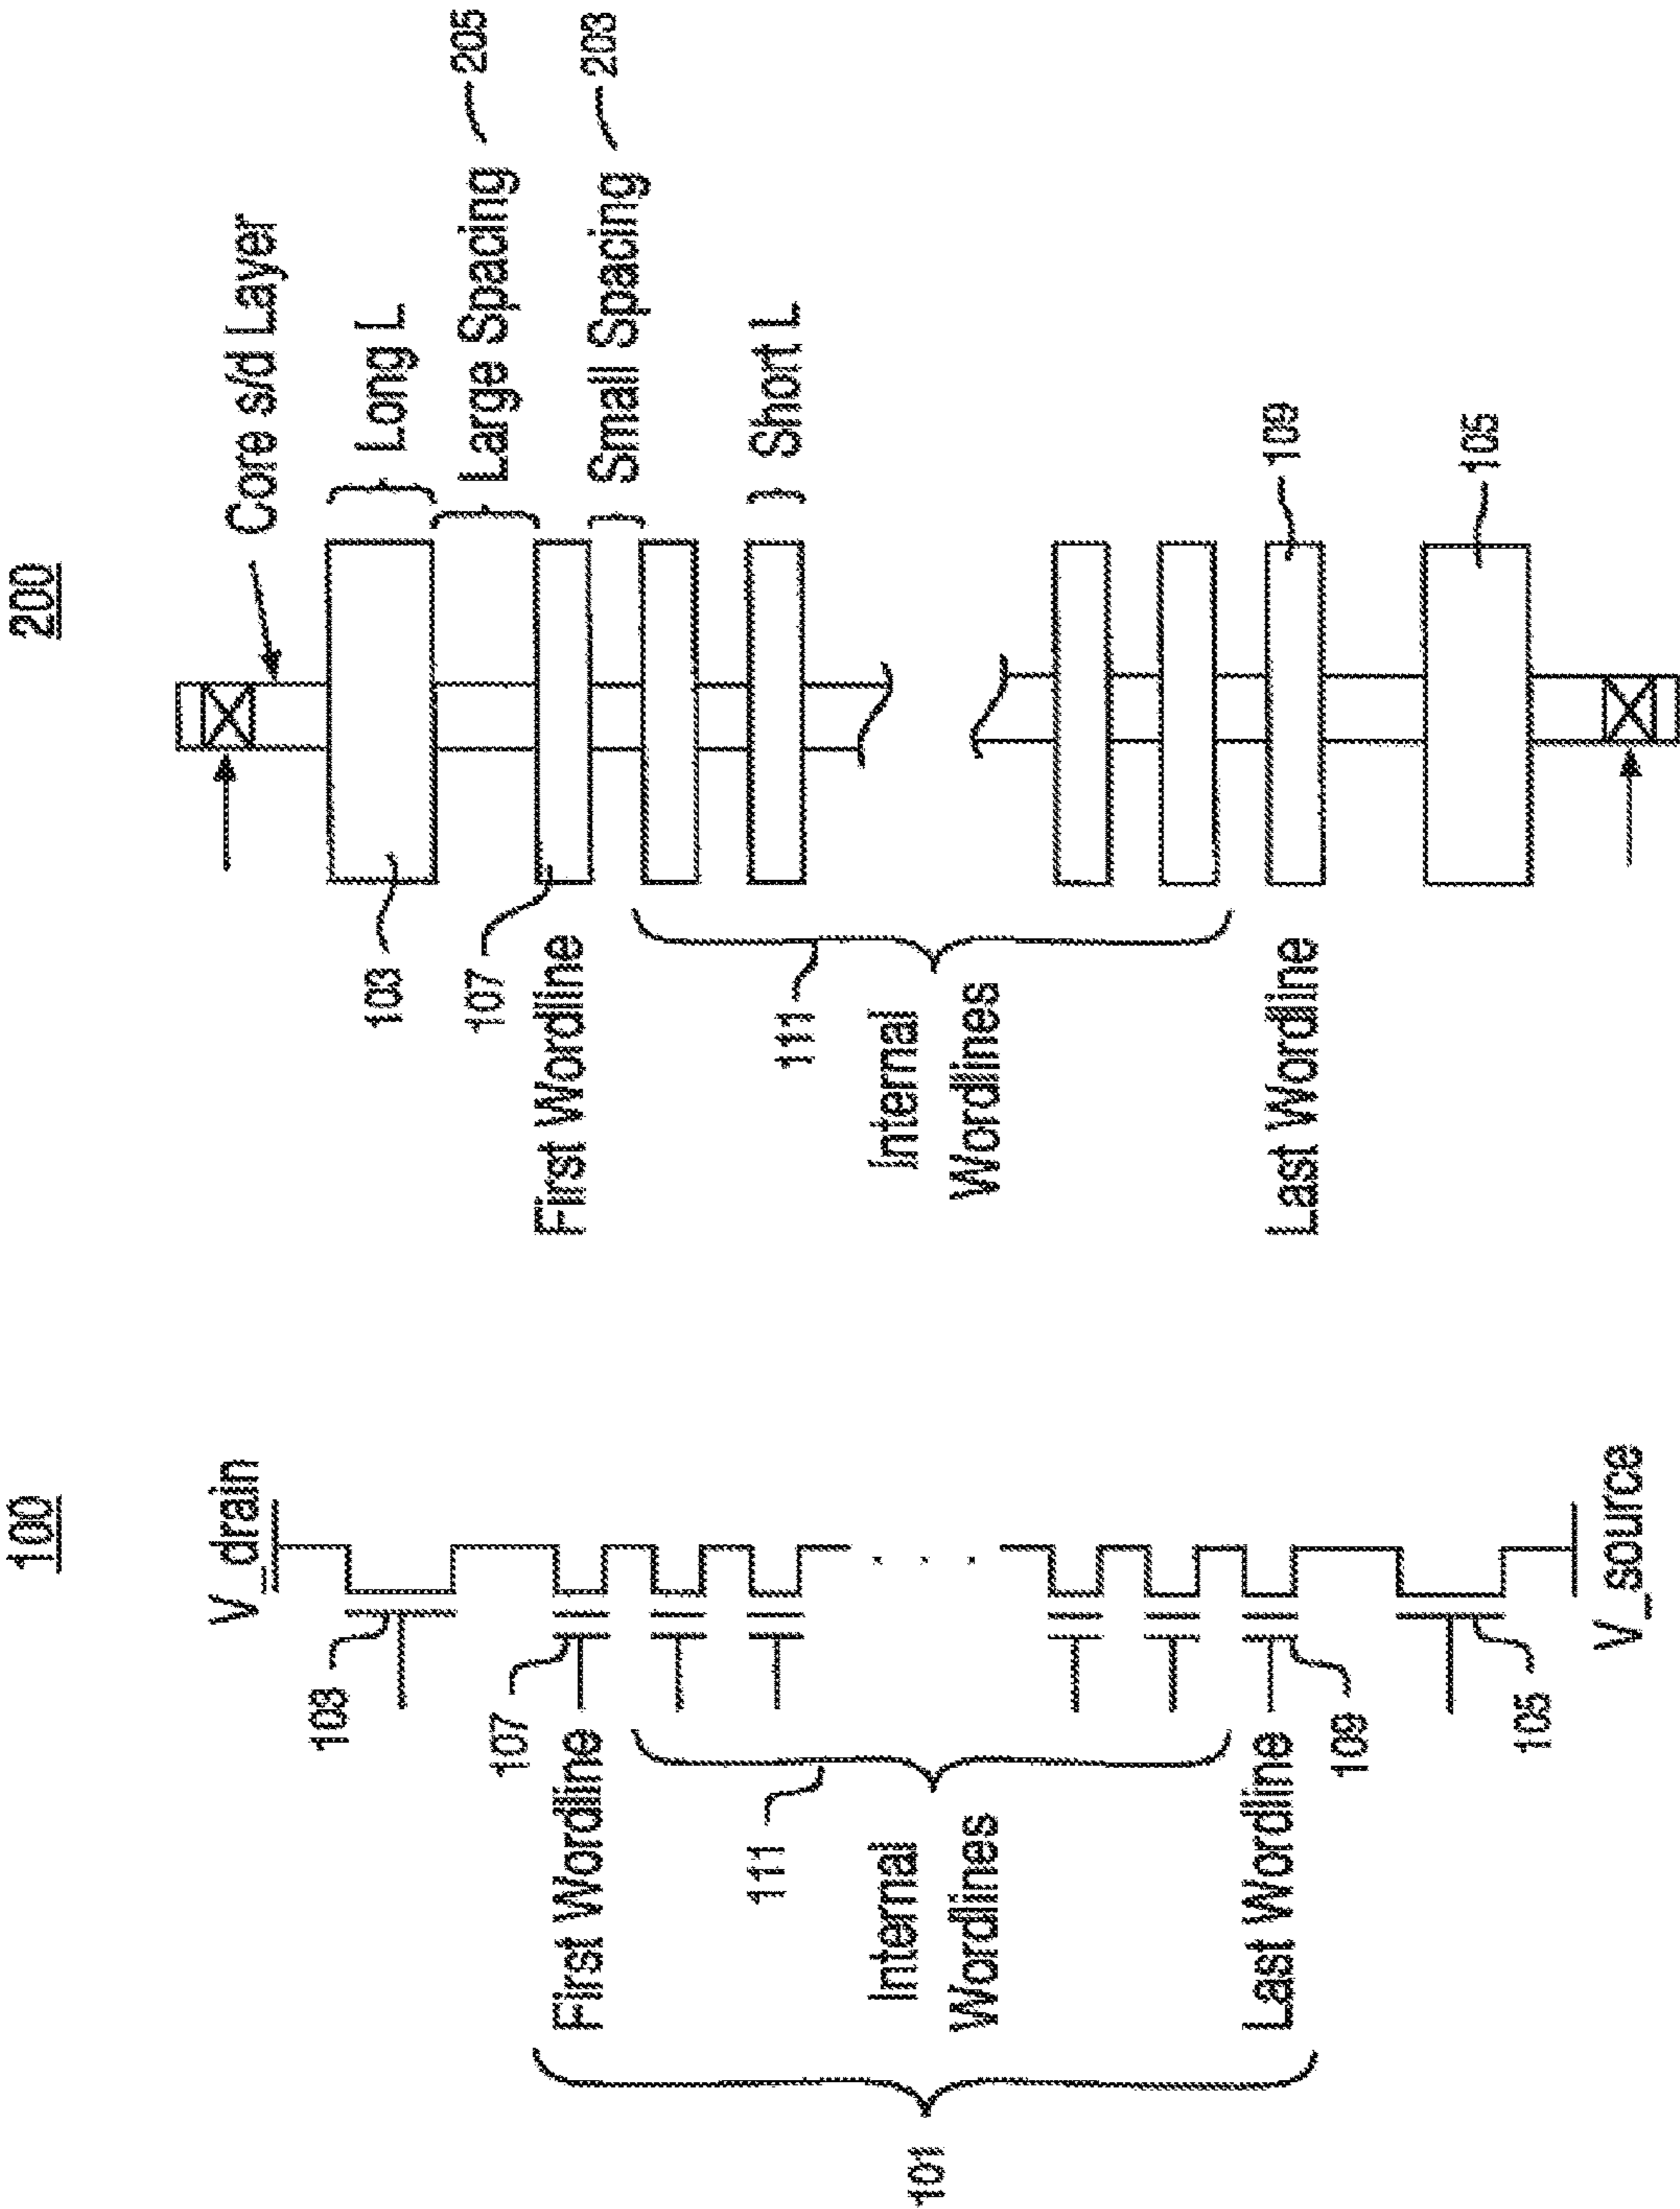 100
V_drain
103
107
First Wordline
111
Internal
Wordlines
101
Last Wordline
109
105
V_source
200
Core s/d Layer
Long L
Large Spacing
205
Small Spacing
203
Short L
103
107
First Wordline
111
Internal
Wordlines
Last Wordline
109
105